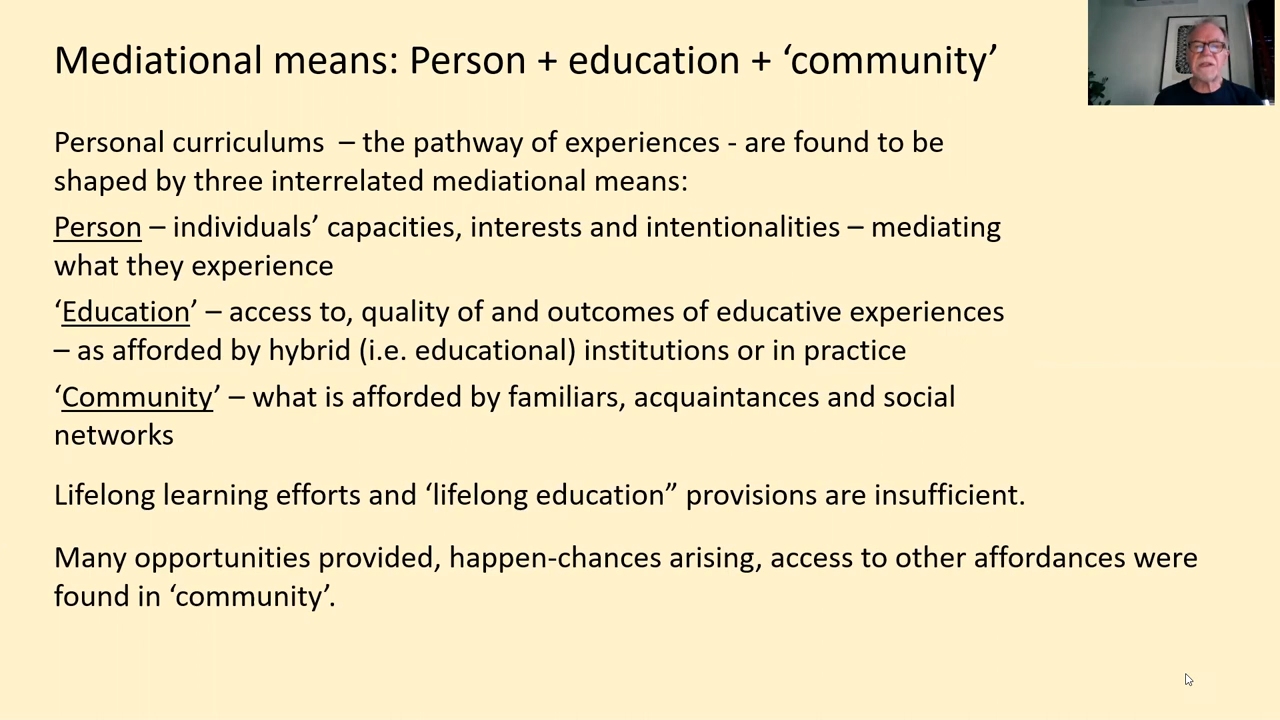 Mediational means: Person + education + ‘community’
Personal curriculums – the pathway of experiences - are found to be
shaped by three interrelated mediational means:
Person – individuals’ capacities, interests and intentionalities – mediating
what they experience
‘Education’ – access to, quality of and outcomes of educative experiences
– as afforded by hybrid (i.e. educational) institutions or in practice
‘Community’ – what is afforded by familiars, acquaintances and social
networks
Lifelong learning efforts and ‘lifelong education” provisions are insufficient.
Many opportunities provided, happen-chances arising, access to other affordances were
found in ‘community’.